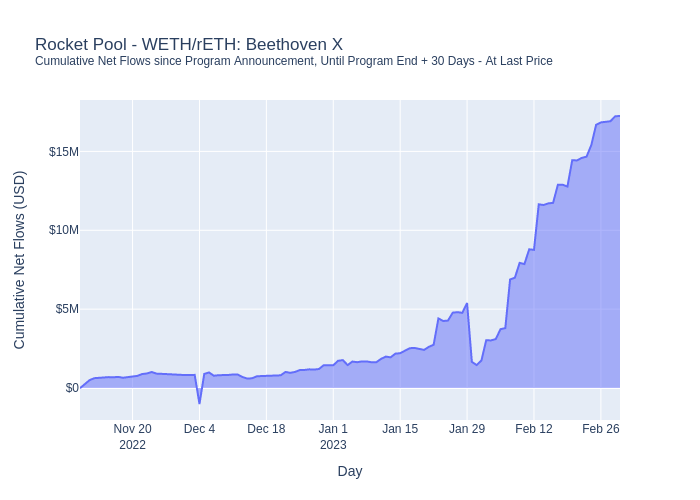 Rocket Pool - WETH/rETH: Beethoven X
Cumulative Net Flows since Program Announcement, Until Program End + 30 Days - At Last Price
Cumulative Net Flows (USD)
$15M
$10M
$5M
$0
Nov 20
2022
Dec 4
Dec 18
Jan 1
2023
Jan 15
Jan 29
Feb 12
Feb 26
Day